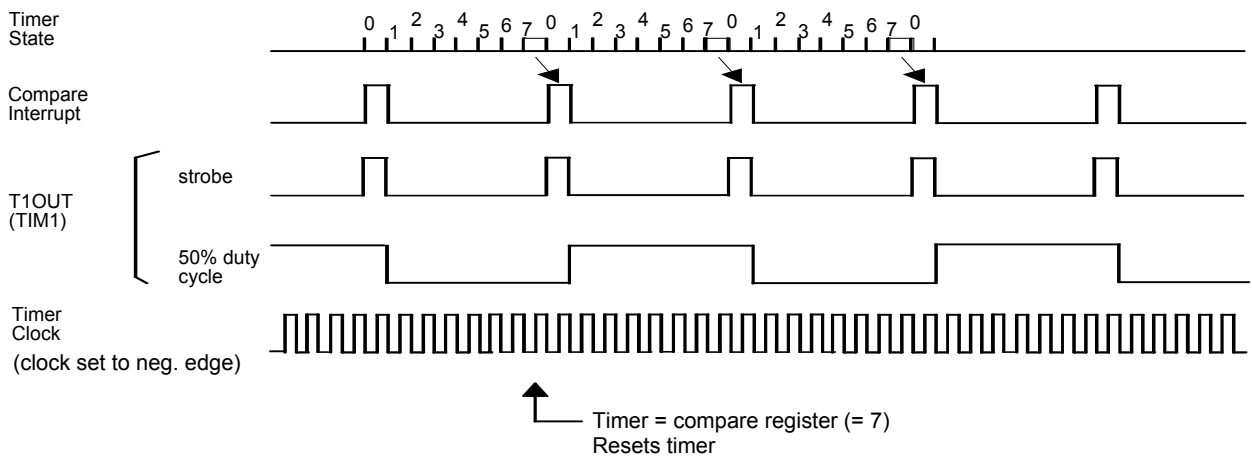 Timer
State
0 1 2 3 4 5 6 7 0 1 2 3 4 5 6 7 0 1 2 3 4 5 6 7 0
Compare
Interrupt
T1OUT
(TIM1)
strobe
50% duty
cycle
Timer
Clock
(clock set to neg. edge)
Timer = compare register (= 7)
Resets timer